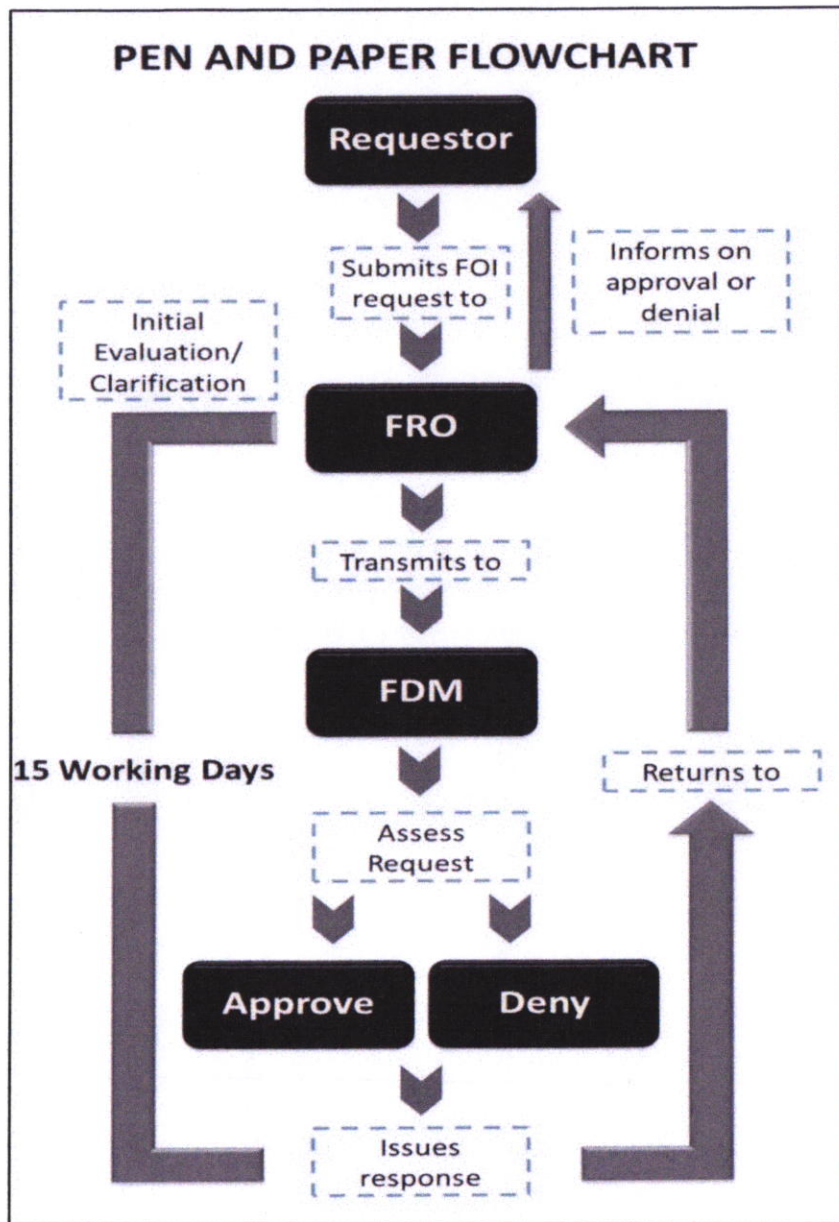 PEN AND PAPER FLOWCHART
Requestor
Submits FOI
request to
Informs on
approval or
denial
Initial
Evaluation/
Clarification
FRO
Transmits to
FDM
15 Working Days
Returns to
Assess
Request
Approve
Deny
Issues
response